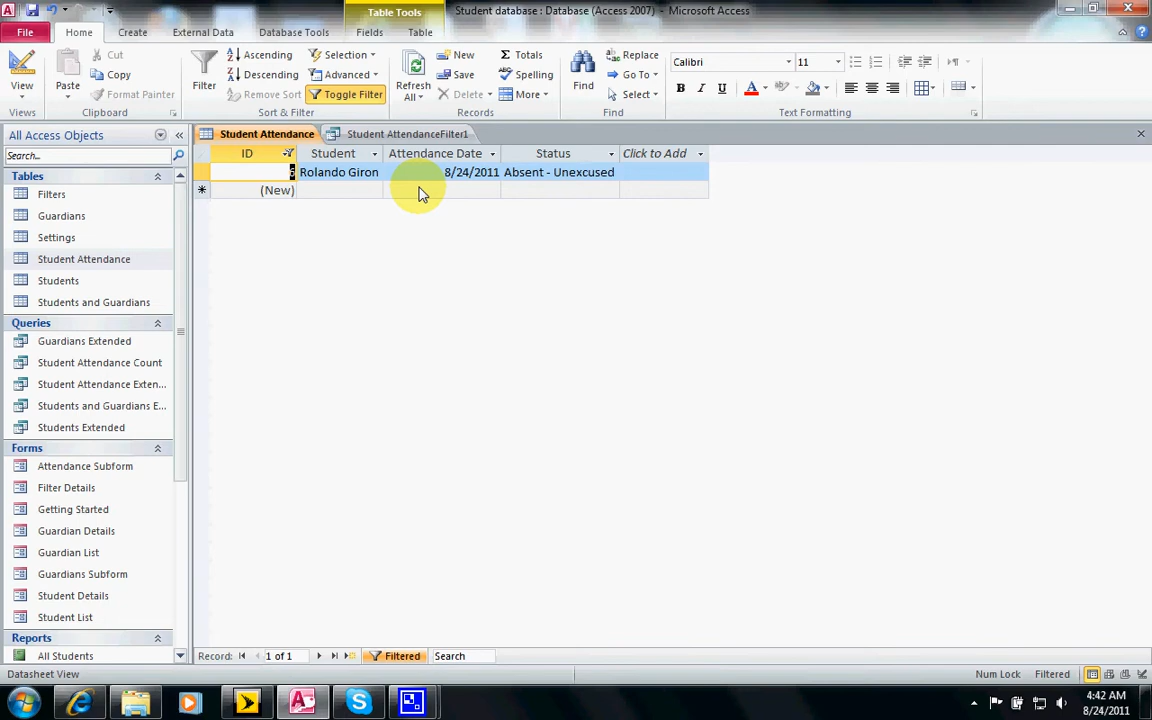 Table Tools
Student database : Database (Access 2007) - Microsoft Access
File
Home
Create
External Data
Database Tools
Fields
Table
View
Views
Paste
Cut
Copy
Format Painter
Clipboard
Filter
Ascending
Descending
Remove Sort
Selection
Advanced
Toggle Filter
Sort & Filter
Refresh
All
New
Save
Delete
Totals
Spelling
More
Records
Find
Replace
Go To
Select
Find
Calibri
11
B
I
U
A
Text Formatting
All Access Objects
Search...
Tables
Filters
Guardians
Settings
Student Attendance
Students
Students and Guardians
Queries
Guardians Extended
Student Attendance Count
Student Attendance Exten...
Students and Guardians E...
Students Extended
Forms
Attendance Subform
Filter Details
Getting Started
Guardian Details
Guardian List
Guardians Subform
Student Details
Student List
Reports
All Students
Student Attendance
Student AttendanceFilter1
ID Student Attendance Date Status Click to Add
Rolando Giron 8/24/2011 Absent - Unexcused
(New)
Record: 1 of 1 Filtered Search
Datasheet View
Num Lock Filtered
4:42 AM
8/24/2011